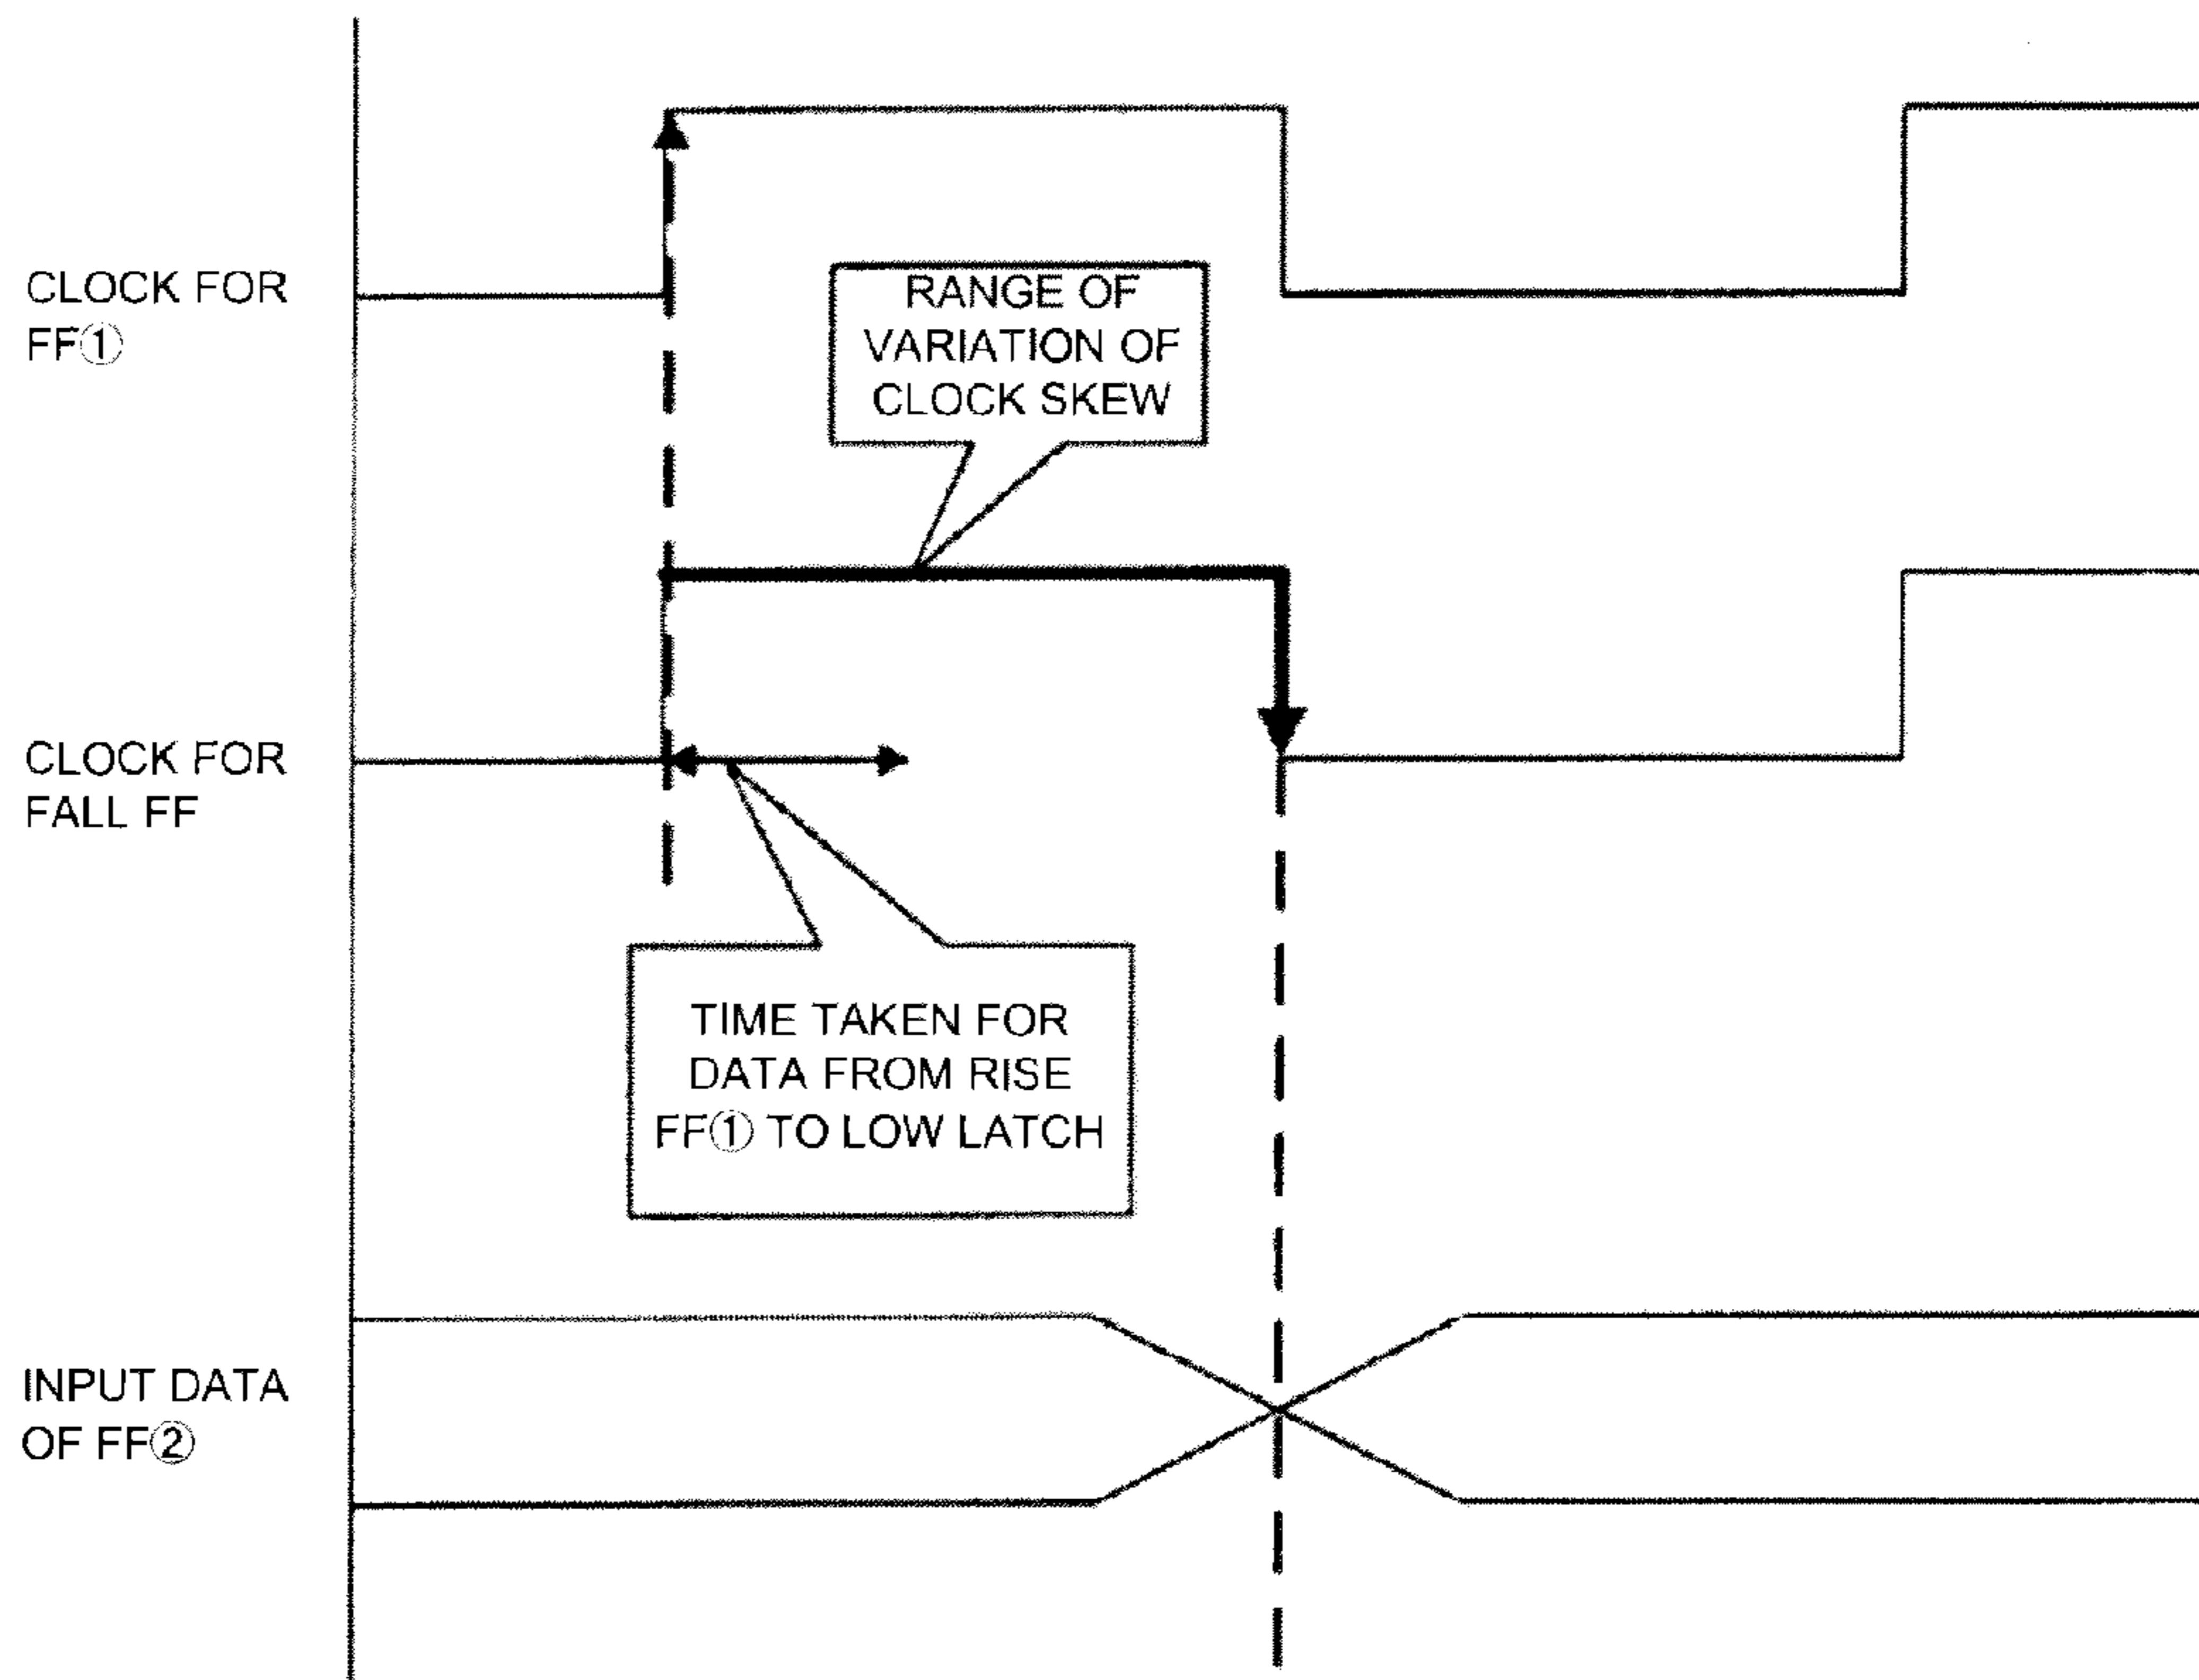 CLOCK FOR
FF①
RANGE OF
VARIATION OF
CLOCK SKEW
CLOCK FOR
FALL FF
TIME TAKEN FOR
DATA FROM RISE
FF① TO LOW LATCH
INPUT DATA
OF FF②